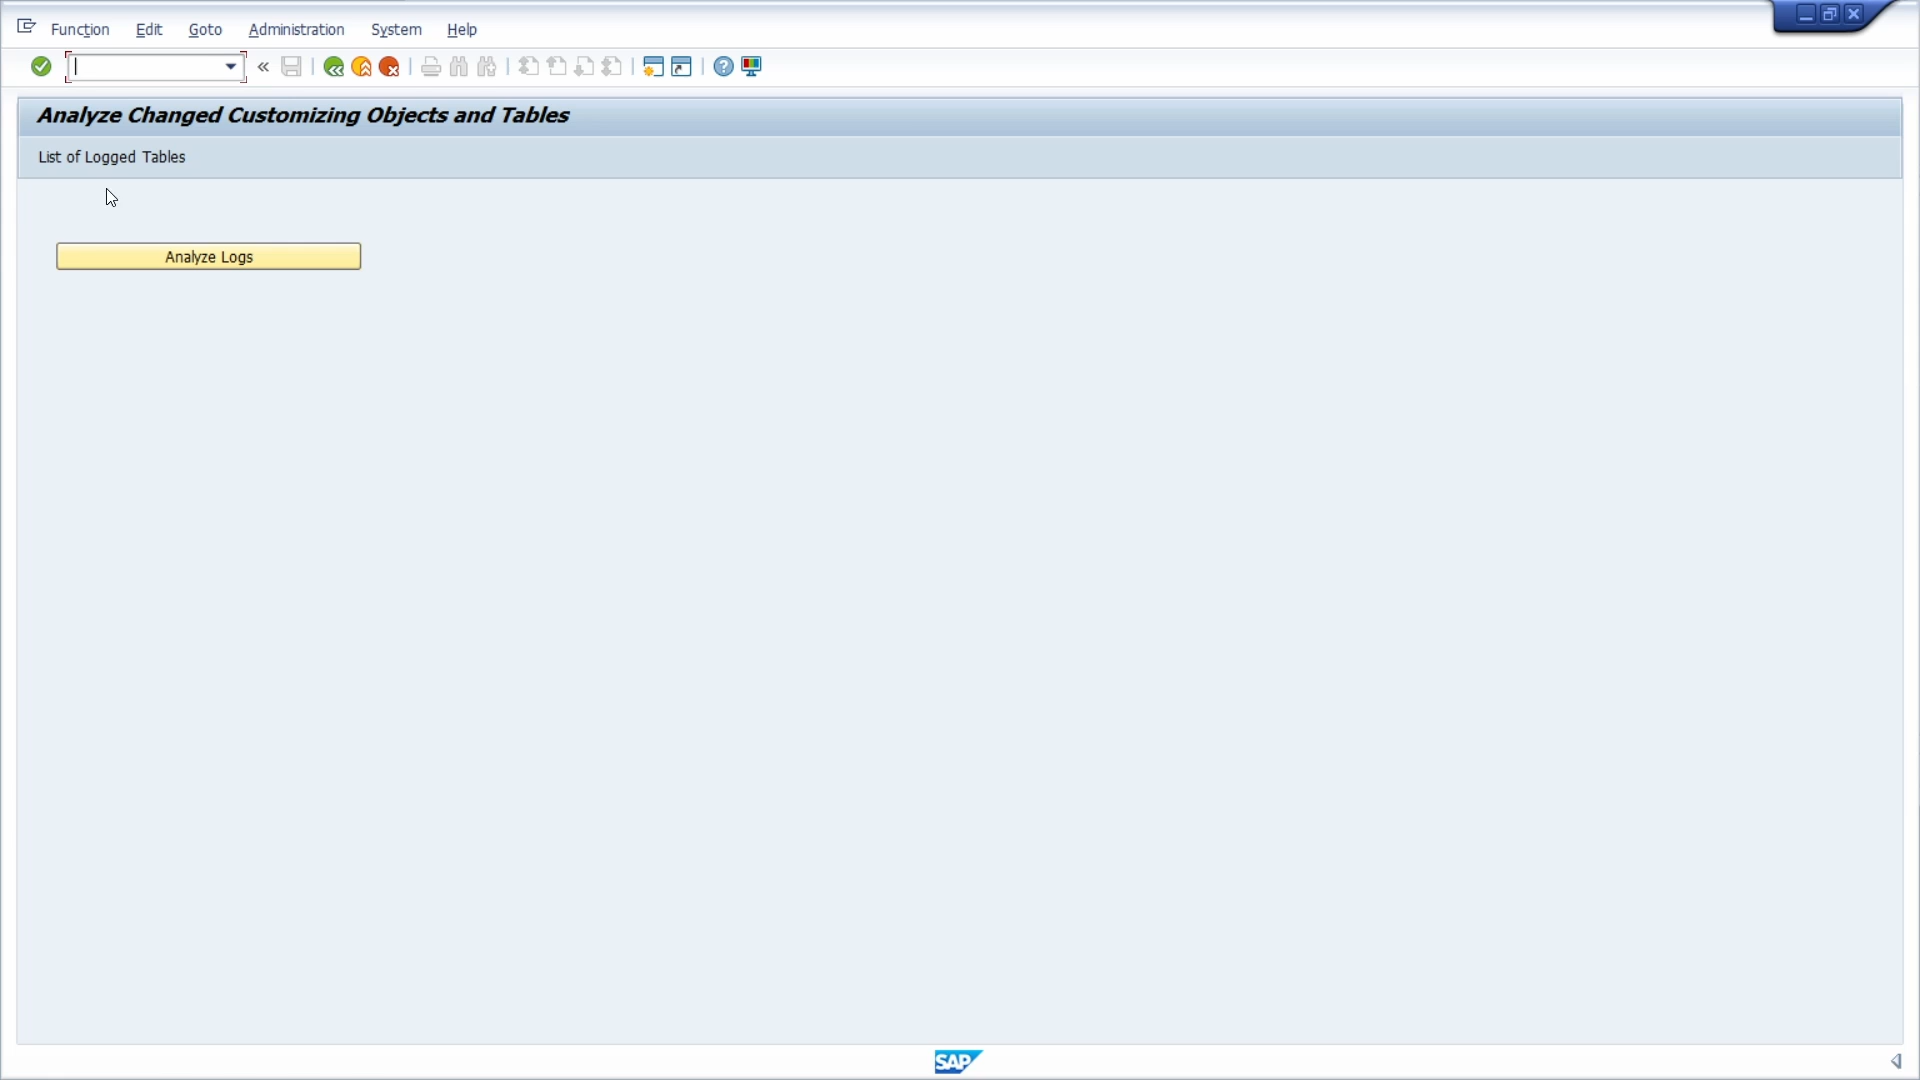 Function Edit Goto Administration System Help
Analyze Changed Customizing Objects and Tables
List of Logged Tables
Analyze Logs
SAP